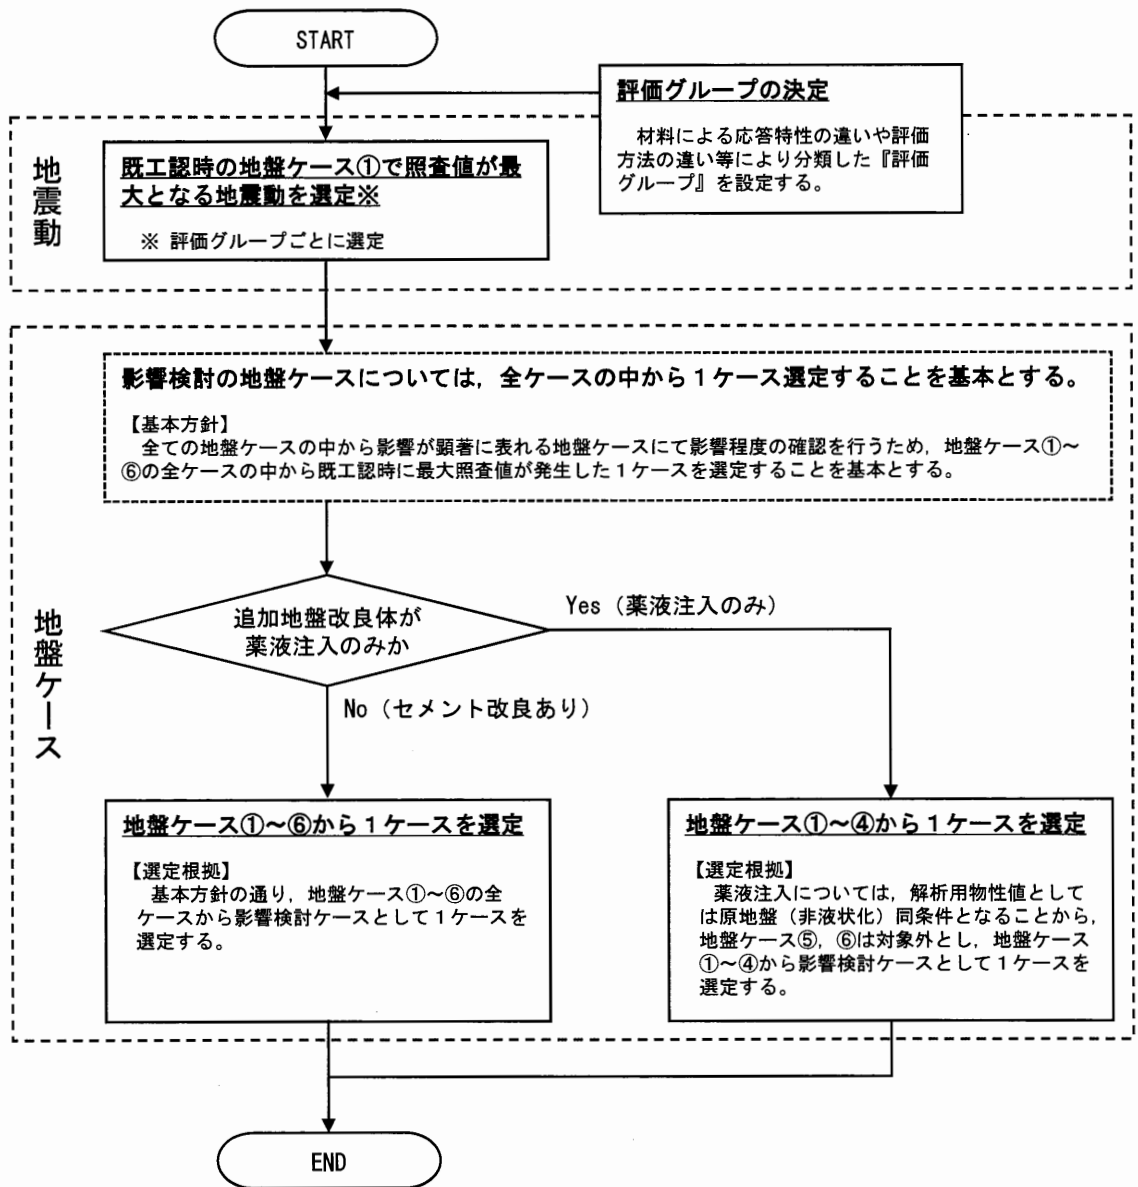 START
評価グループの決定
材料による応答特性の違いや評価
方法の違い等により分類した『評価
グループ』を設定する。
地震動
既工認時の地盤ケース①で照査値が最
大となる地震動を選定※
※ 評価グループごとに選定
地盤ケース
影響検討の地盤ケースについては，全ケースの中から１ケース選定することを基本とする。
【基本方針】
全ての地盤ケースの中から影響が顕著に表れる地盤ケースにて影響程度の確認を行うため，地盤ケース①～
⑥の全ケースの中から既工認時に最大照査値が発生した１ケースを選定することを基本とする。
追加地盤改良体が
薬液注入のみか
Yes（薬液注入のみ）
No（セメント改良あり）
地盤ケース①～⑥から１ケースを選定
【選定根拠】
基本方針の通り，地盤ケース①～⑥の全
ケースから影響検討ケースとして１ケースを
選定する。
地盤ケース①～④から１ケースを選定
【選定根拠】
薬液注入については，解析用物性値として
は原地盤（非液状化）同条件となることから，
地盤ケース⑤，⑥は対象外とし，地盤ケース
①～④から影響検討ケースとして１ケースを
選定する。
END